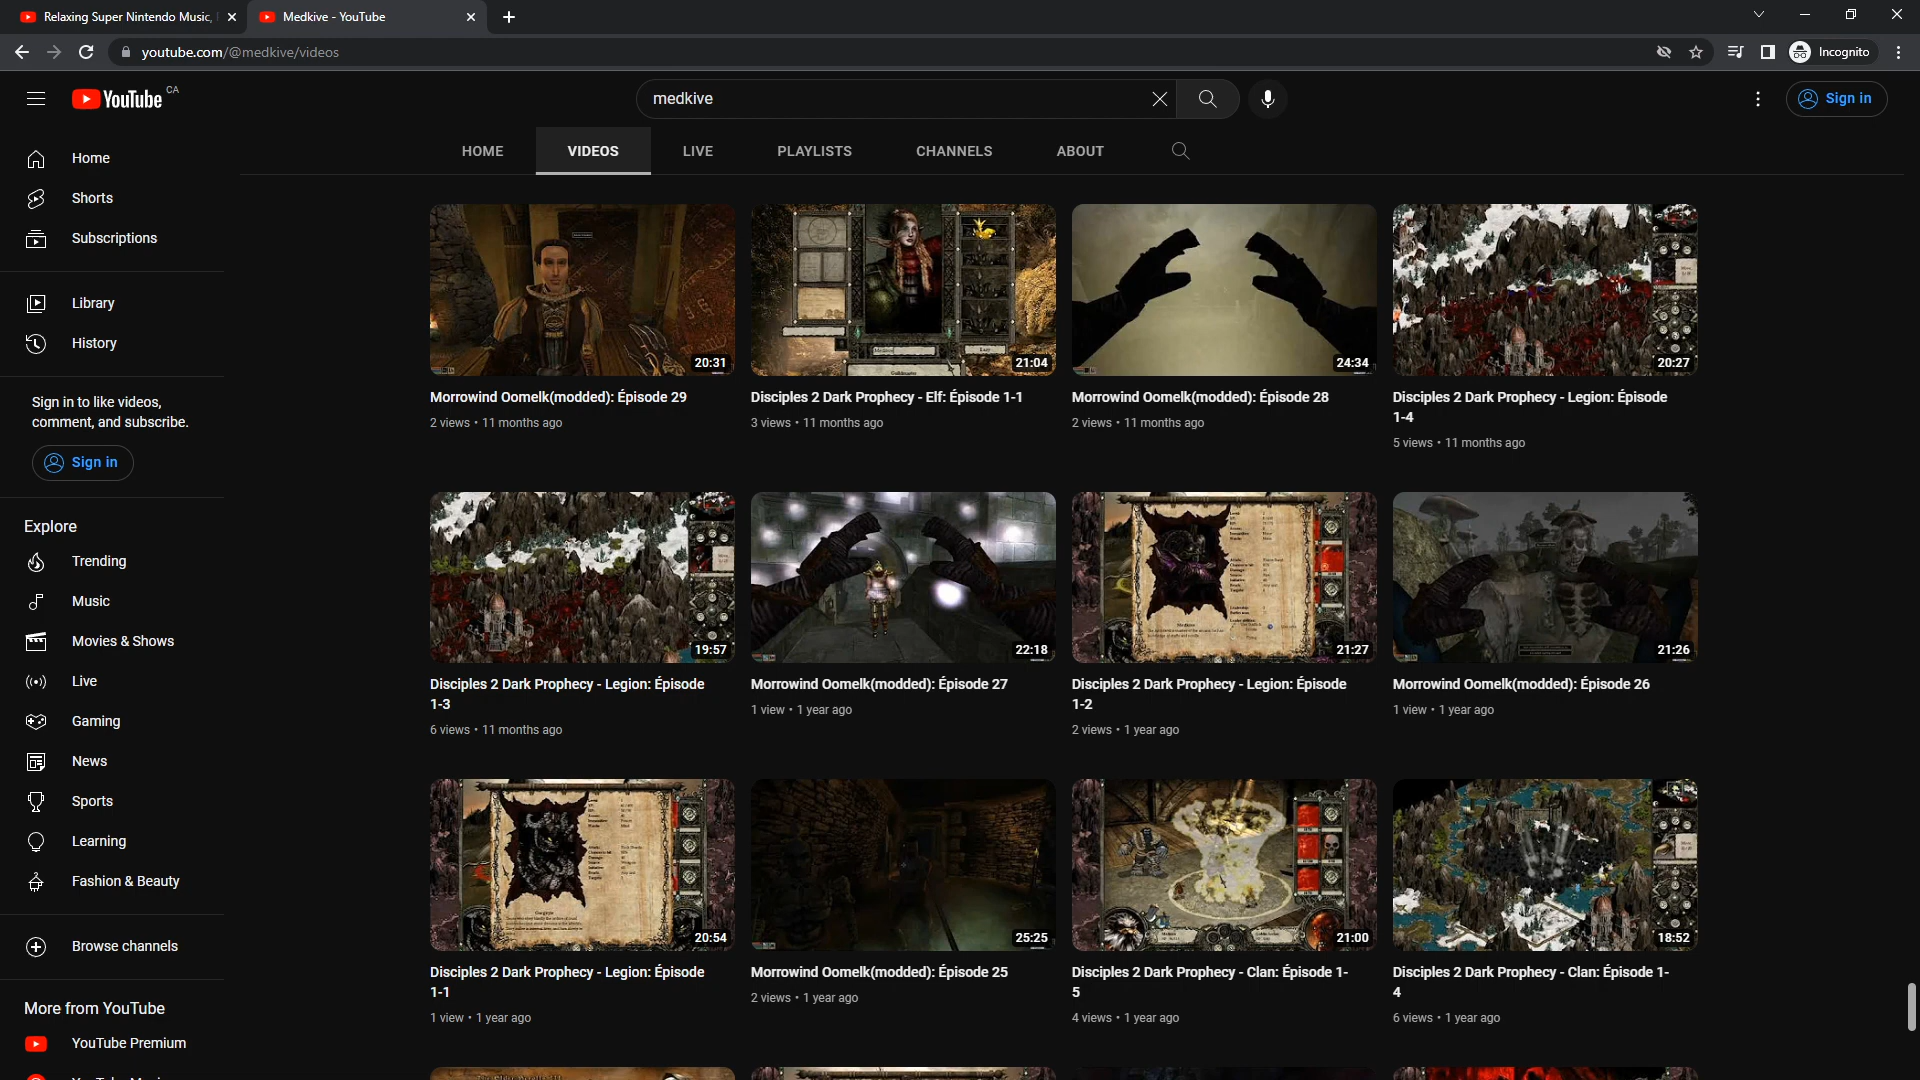 Relaxing Super Nintendo Music,
Medkive - YouTube
youtube.com/@medkive/videos
Incognito
YouTube CA
medkive
Sign in
HOME
VIDEOS
LIVE
PLAYLISTS
CHANNELS
ABOUT
Home
Shorts
Subscriptions
Library
History
Sign in to like videos,
comment, and subscribe.
Sign in
Explore
Trending
Music
Movies & Shows
Live
Gaming
News
Sports
Learning
Fashion & Beauty
Browse channels
More from YouTube
YouTube Premium
20:31
Morrowind Oomelk(modded): Épisode 29
2 views • 11 months ago
21:04
Disciples 2 Dark Prophecy - Elf: Épisode 1-1
3 views • 11 months ago
24:34
Morrowind Oomelk(modded): Épisode 28
2 views • 11 months ago
20:27
Disciples 2 Dark Prophecy - Legion: Épisode
1-4
5 views • 11 months ago
19:57
Disciples 2 Dark Prophecy - Legion: Épisode
1-3
6 views • 11 months ago
22:18
Morrowind Oomelk(modded): Épisode 27
1 view • 1 year ago
21:27
Disciples 2 Dark Prophecy - Legion: Épisode
1-2
2 views • 1 year ago
21:26
Morrowind Oomelk(modded): Épisode 26
1 view • 1 year ago
20:54
Disciples 2 Dark Prophecy - Legion: Épisode
1-1
1 view • 1 year ago
25:25
Morrowind Oomelk(modded): Épisode 25
2 views • 1 year ago
21:00
Disciples 2 Dark Prophecy - Clan: Épisode 1-
5
4 views • 1 year ago
18:52
Disciples 2 Dark Prophecy - Clan: Épisode 1-
4
6 views • 1 year ago